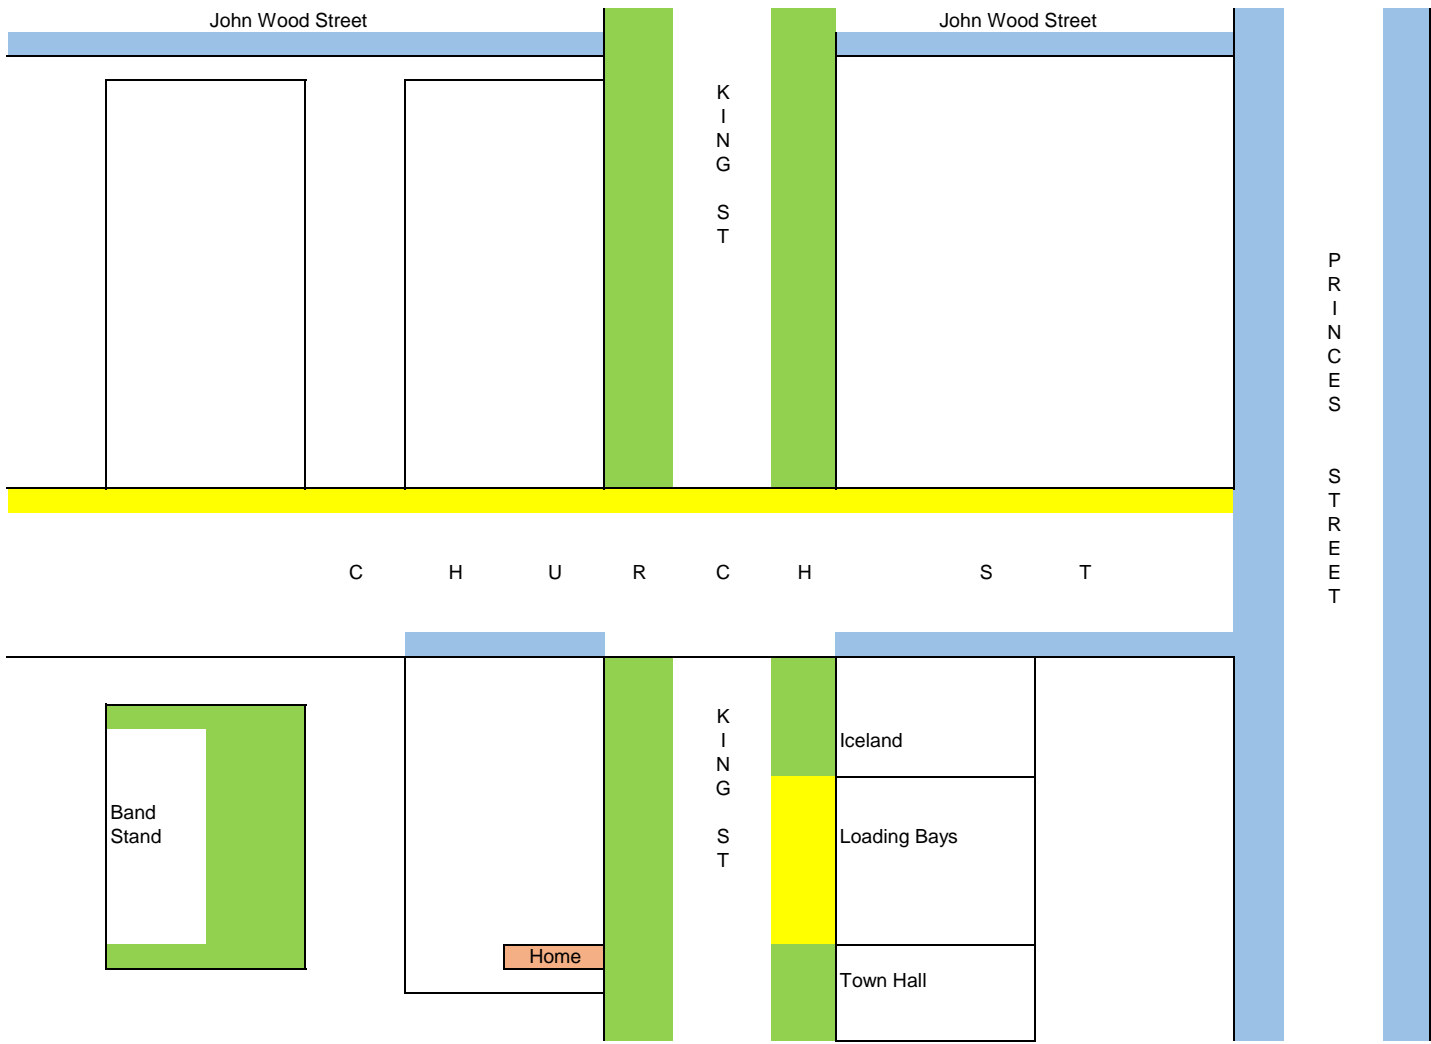 John Wood Street
John Wood Street
KING ST
PRINCES STREET
CHURCH ST
KING ST
Iceland
Band
Stand
Loading Bays
Home
Town Hall